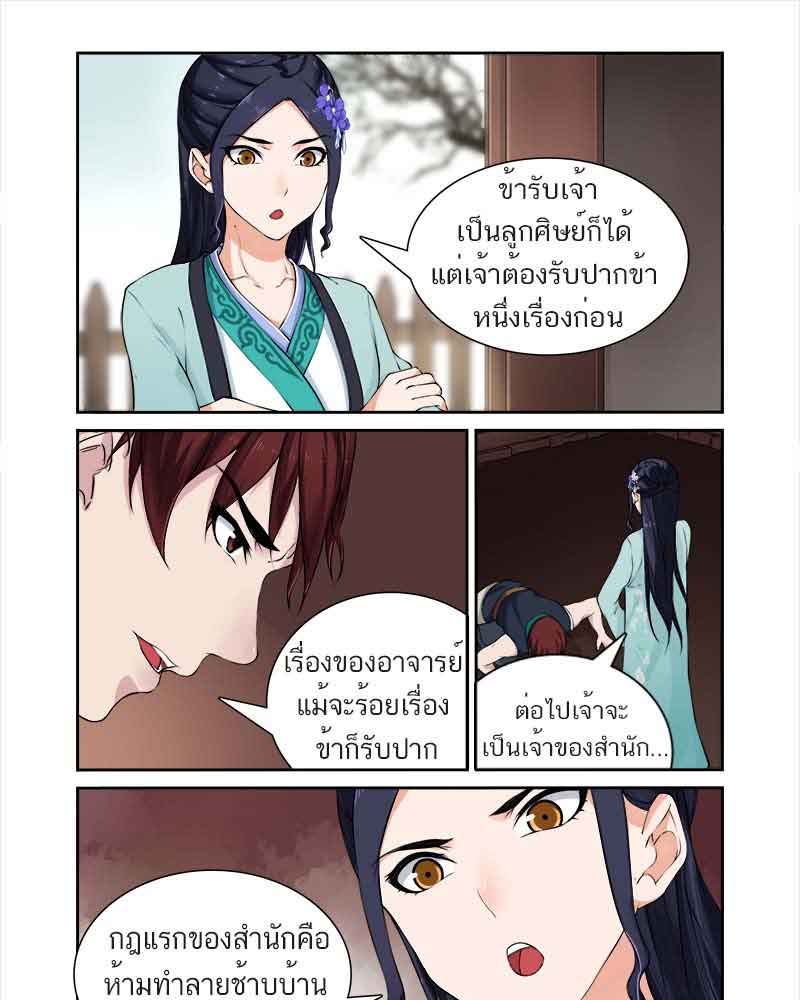 ข้ารับเจ้า
เป็นลูกศิษย์ก็ได้
แต่เจ้าต้องรับปากข้า
หนึ่งเรื่องก่อน
เรื่องของอาจารย์
แม้จะร้อยเรื่อง
ข้าก็รับปาก
ต่อไปเจ้าจะ
เป็นเจ้าของสำนัก...
กฎแรกของสำนักคือ
ห้ามทำลายช้าบบ้าน